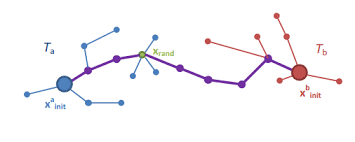 Tₐ
x_rand
T_b
xᵃ_init
xᵇ_init